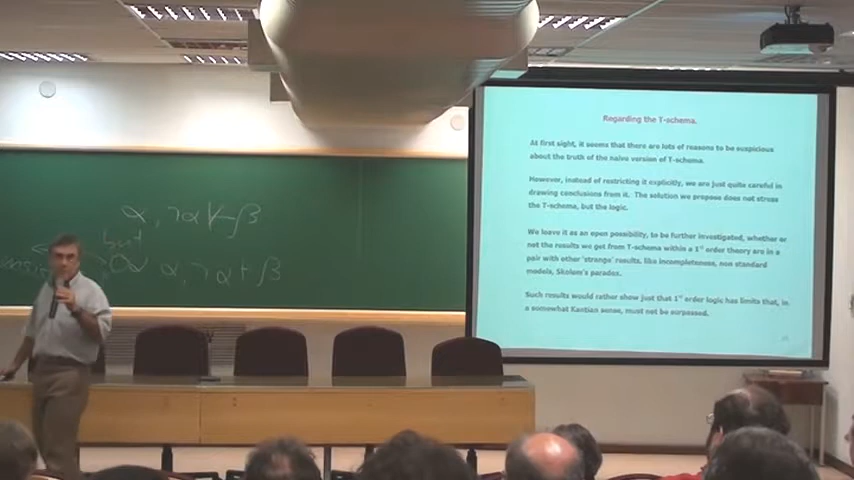 α, ¬α ⊬ β
but
○α, α, ¬α ⊢ β
Regarding the T-schema.
At first sight, it seems that there are lots of reasons to be suspicious
about the truth of the naïve version of T-schema.
However, instead of restricting it explicitly, we are just quite careful in
drawing conclusions from it. The solution we propose does not stress
the T-schema, but the logic.
We leave it as an open possibility, to be further investigated, whether or
not the results we get from T-schema within a 1st order theory are in a
pair with other 'strange' results, like incompleteness, non standard
models, Skolem's paradox.
Such results would rather show just that 1st order logic has limits that, in
a somewhat Kantian sense, must not be surpassed.